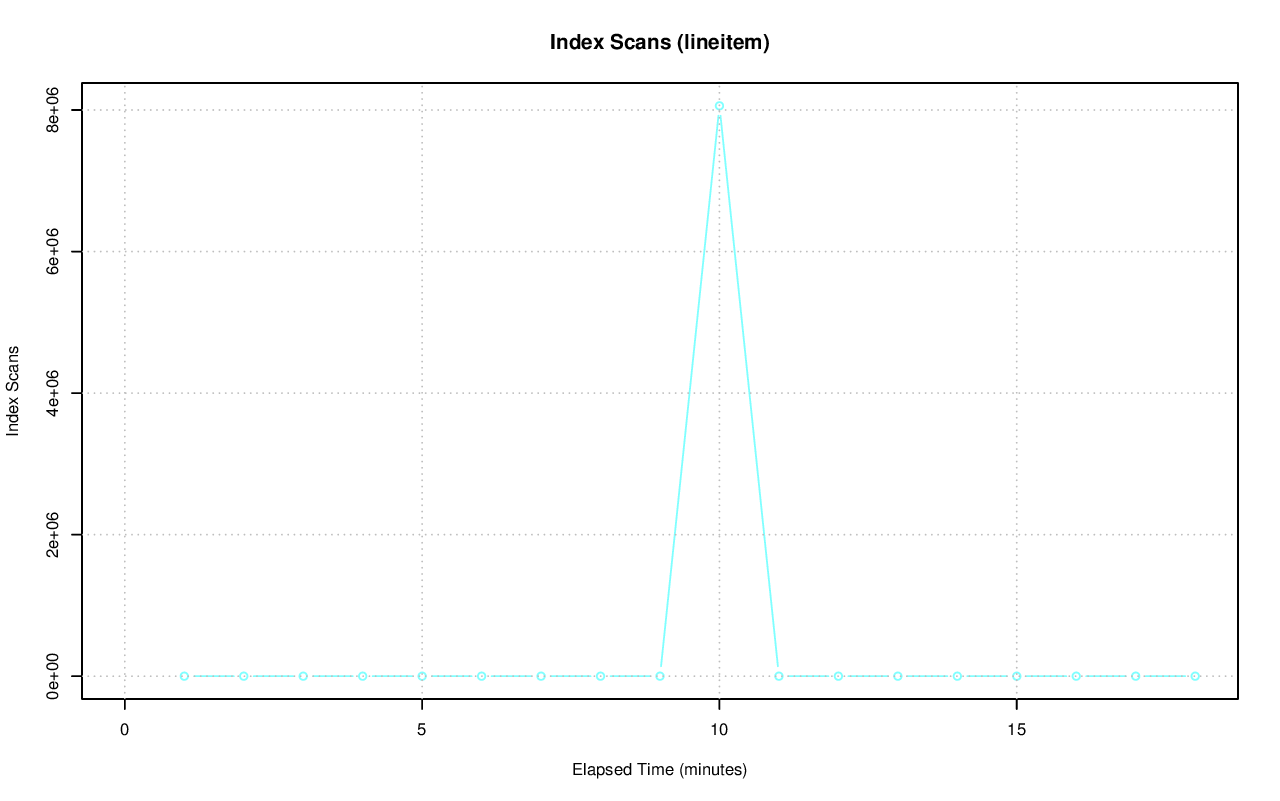 Index Scans (lineitem)
8e+06
6e+06
4e+06
2e+06
0e+00
Index Scans
0 5 10 15
Elapsed Time (minutes)